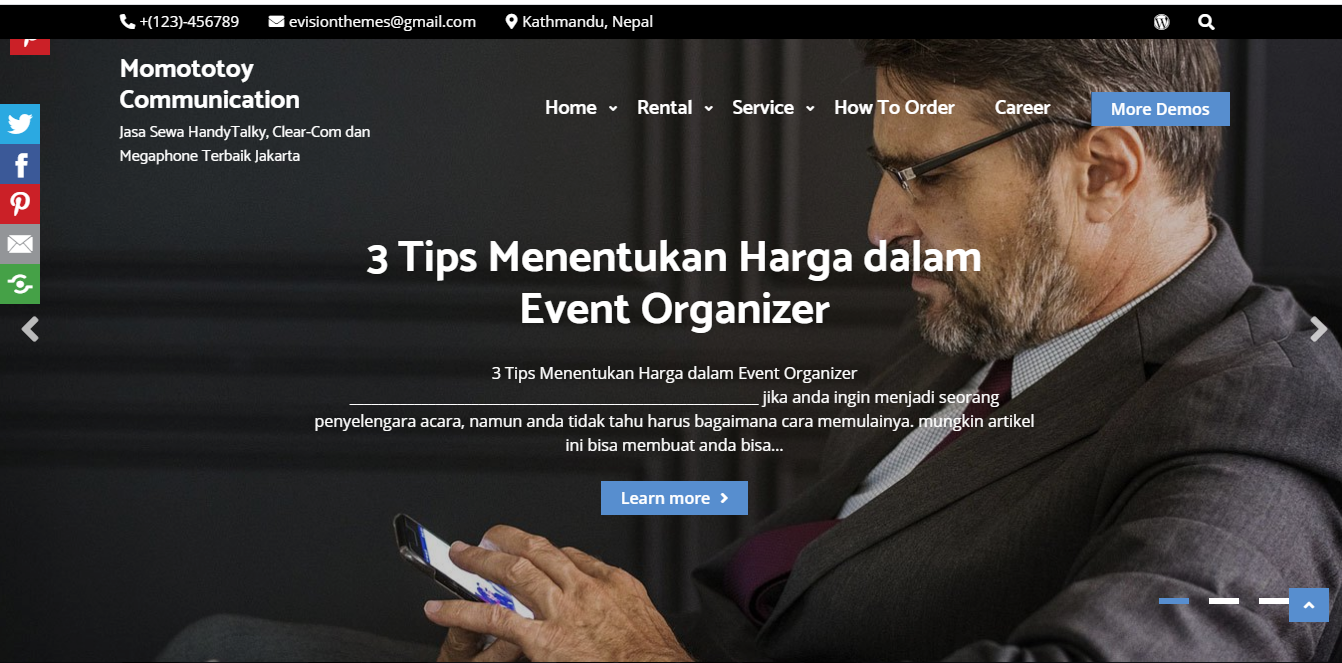 +(123)-456789 evisionthemes@gmail.com Kathmandu, Nepal
Momototoy
Communication
Jasa Sewa HandyTalky, Clear-Com dan
Megaphone Terbaik Jakarta
Home Rental Service How To Order Career More Demos
3 Tips Menentukan Harga dalam
Event Organizer
3 Tips Menentukan Harga dalam Event Organizer
jika anda ingin menjadi seorang
penyelengara acara, namun anda tidak tahu harus bagaimana cara memulainya. mungkin artikel
ini bisa membuat anda bisa...
Learn more